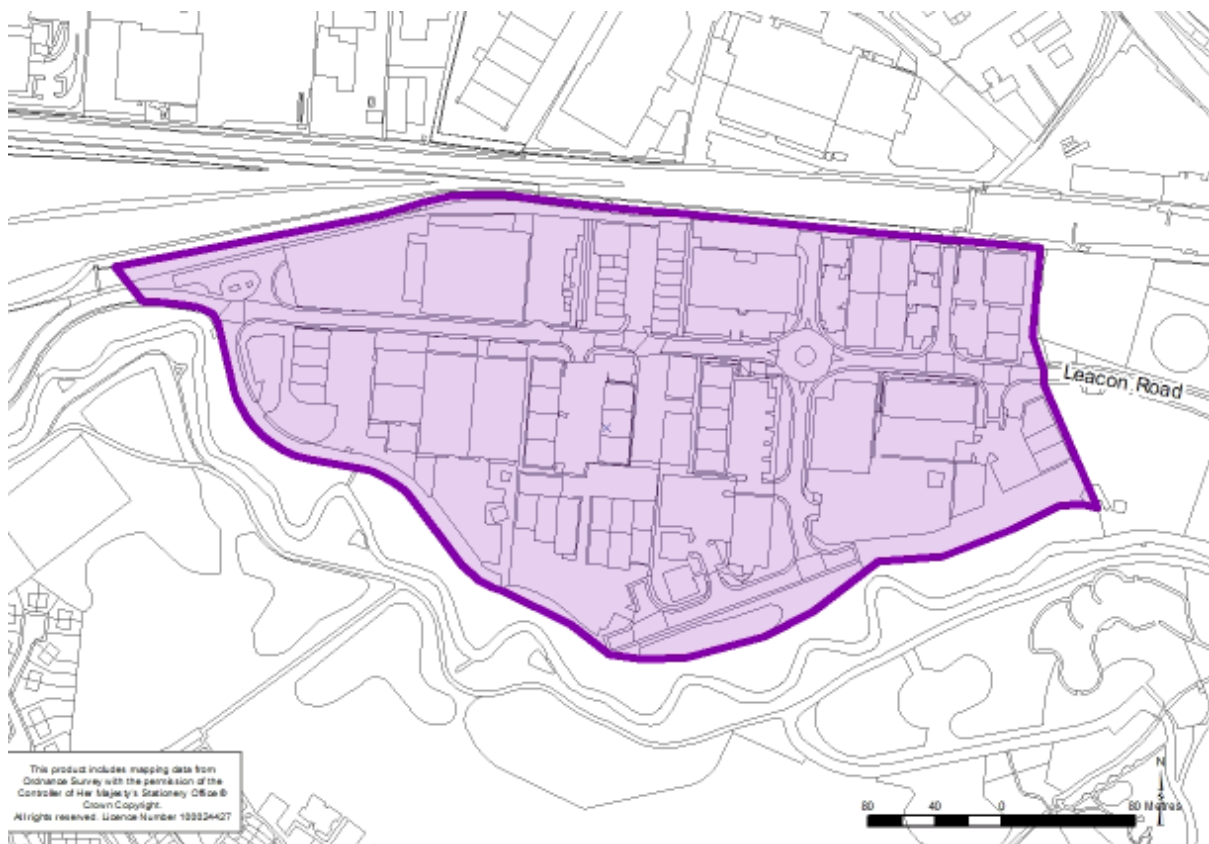 Leacon Road
This product includes mapping data from
Ordnance Survey with the permission of the
Controller of Her Majesty's Stationery Office ©
Crown Copyright.
All rights reserved. Licence Number 100024427
N
80 40 0 80 Metres